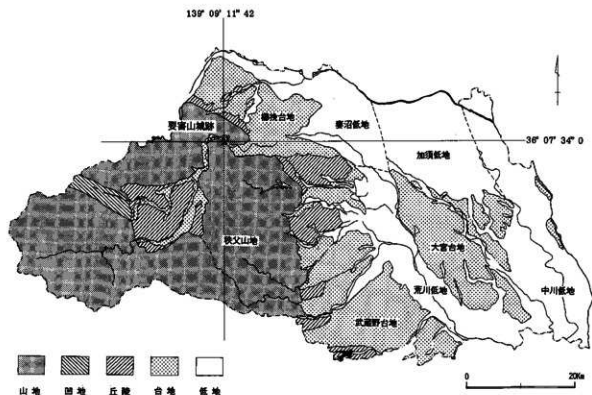 139° 09′ 11″ 42
要害山城跡
櫛挽台地
妻沼低地
加須低地
36° 07′ 34″ 0
秩父山地
大宮台地
荒川低地
中川低地
武蔵野台地
山地
凹地
丘陵
台地
低地
0
20Km